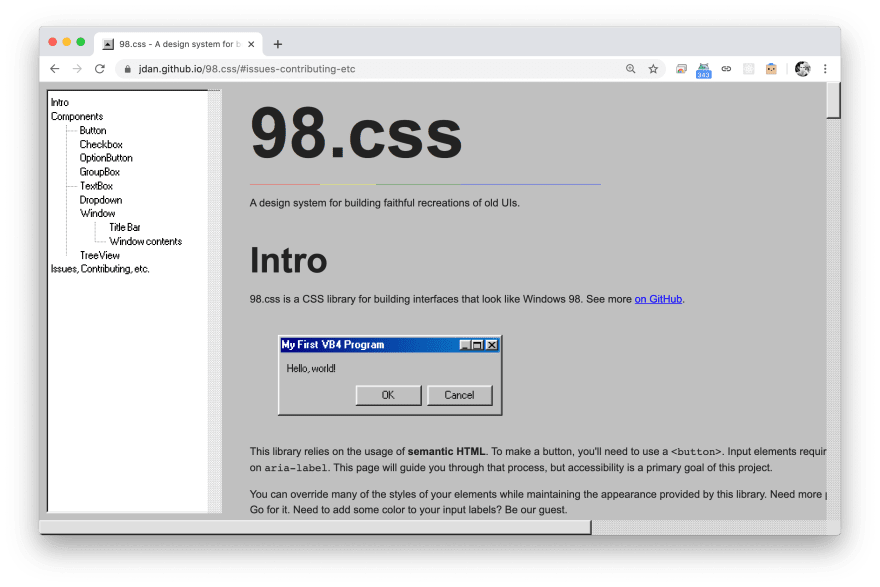 98.css - A design system for b
jdan.github.io/98.css/#issues-contributing-etc
343
Intro
Components
Button
Checkbox
OptionButton
GroupBox
TextBox
Dropdown
Window
Title Bar
Window contents
TreeView
Issues, Contributing, etc.
98.css
A design system for building faithful recreations of old UIs.
Intro
98.css is a CSS library for building interfaces that look like Windows 98. See more on GitHub.
My First VB4 Program
Hello, world!
OK
Cancel
This library relies on the usage of semantic HTML. To make a button, you'll need to use a <button>. Input elements requir
on aria-label. This page will guide you through that process, but accessibility is a primary goal of this project.
You can override many of the styles of your elements while maintaining the appearance provided by this library. Need more
Go for it. Need to add some color to your input labels? Be our guest.